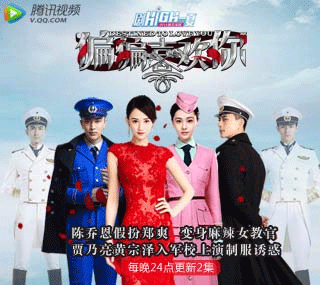 腾讯视频
V.QQ.COM
剧HIGH一夏
DESTINED TO LOVE YOU
偏偏喜欢你
陈乔恩假扮郑爽 变身麻辣女教官
贾乃亮黄宗泽入军校上演制服诱惑
每晚24点更新2集